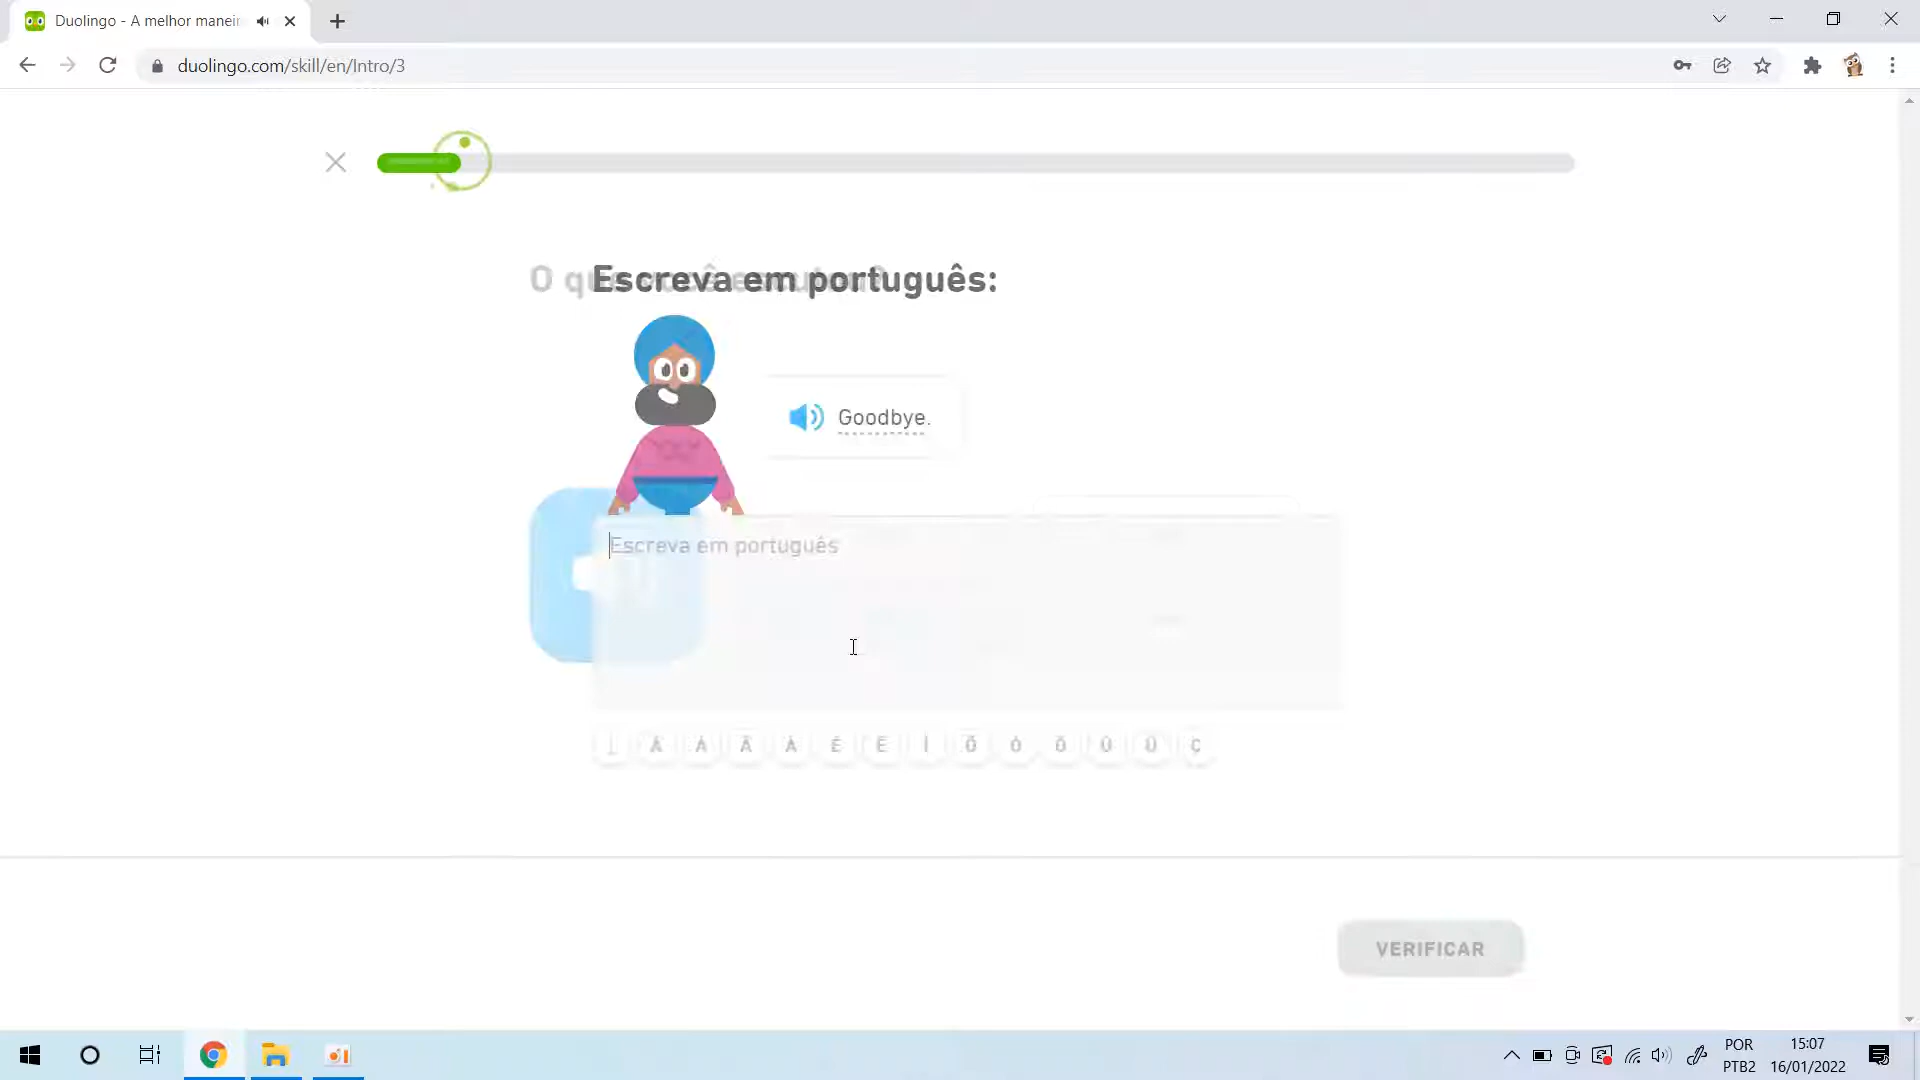 Duolingo - A melhor maneir
duolingo.com/skill/en/Intro/3
Escreva em português:
Goodbye.
Escreva em português
VERIFICAR
POR
PTB2
15:07
16/01/2022